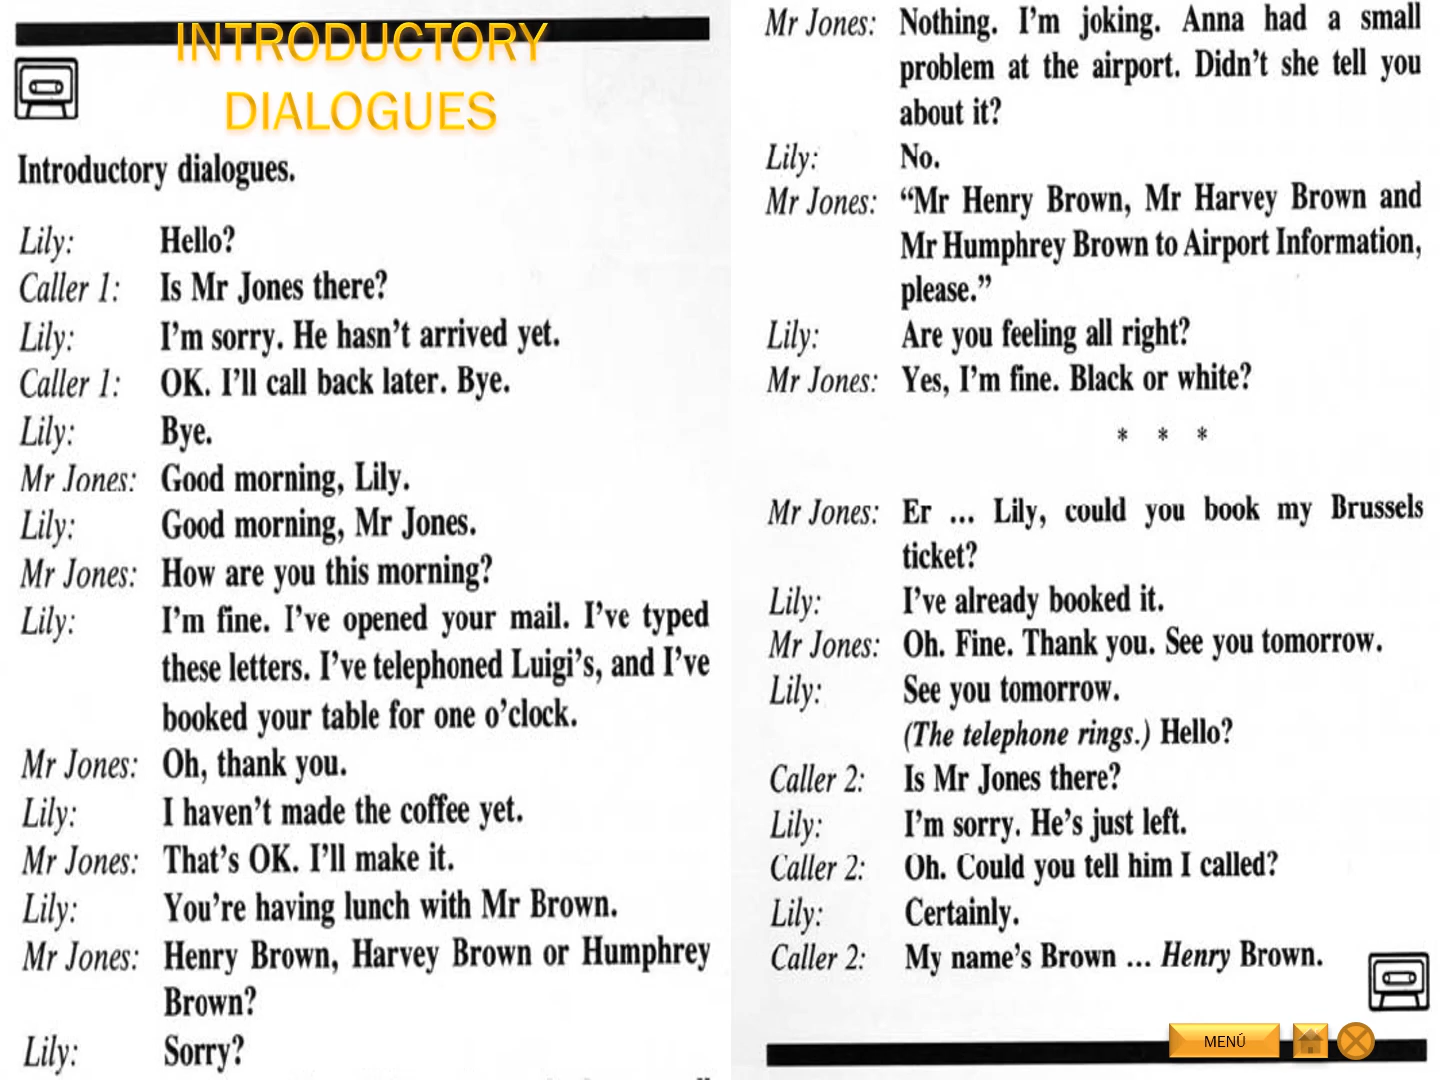 INTRODUCTORY
DIALOGUES
Introductory dialogues.
Lily: Hello?
Caller 1: Is Mr Jones there?
Lily: I'm sorry. He hasn't arrived yet.
Caller 1: OK. I'll call back later. Bye.
Lily: Bye.
Mr Jones: Good morning, Lily.
Lily: Good morning, Mr Jones.
Mr Jones: How are you this morning?
Lily: I'm fine. I've opened your mail. I've typed
these letters. I've telephoned Luigi's, and I've
booked your table for one o'clock.
Mr Jones: Oh, thank you.
Lily: I haven't made the coffee yet.
Mr Jones: That's OK. I'll make it.
Lily: You're having lunch with Mr Brown.
Mr Jones: Henry Brown, Harvey Brown or Humphrey
Brown?
Lily: Sorry?
Mr Jones: Nothing. I'm joking. Anna had a small
problem at the airport. Didn't she tell you
about it?
Lily: No.
Mr Jones: “Mr Henry Brown, Mr Harvey Brown and
Mr Humphrey Brown to Airport Information,
please.”
Lily: Are you feeling all right?
Mr Jones: Yes, I'm fine. Black or white?
* * *
Mr Jones: Er ... Lily, could you book my Brussels
ticket?
Lily: I've already booked it.
Mr Jones: Oh. Fine. Thank you. See you tomorrow.
Lily: See you tomorrow.
(The telephone rings.) Hello?
Caller 2: Is Mr Jones there?
Lily: I'm sorry. He's just left.
Caller 2: Oh. Could you tell him I called?
Lily: Certainly.
Caller 2: My name's Brown ... Henry Brown.
MENÚ